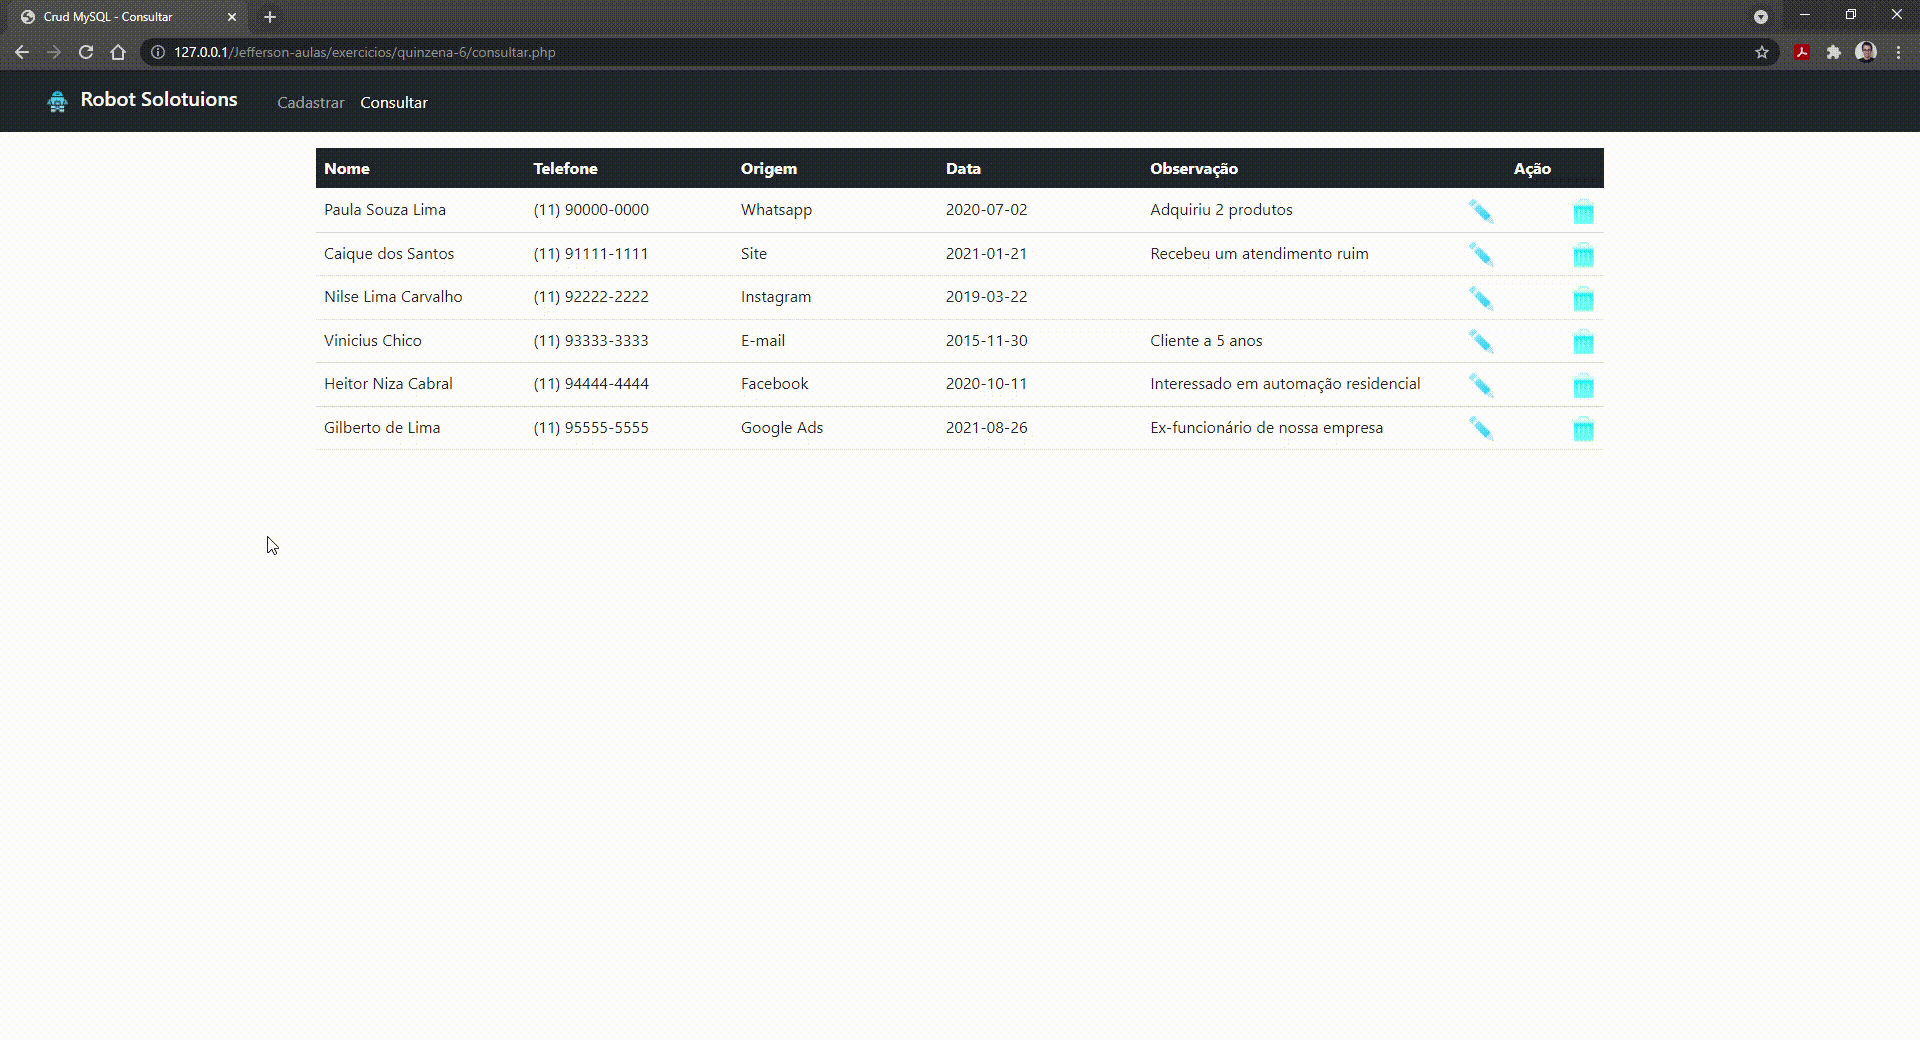 Crud MySQL - Consultar
127.0.0.1/Jefferson-aulas/exercicios/quinzena-6/consultar.php
Robot Solotuions Cadastrar Consultar
Nome Telefone Origem Data Observação Ação
Paula Souza Lima (11) 90000-0000 Whatsapp 2020-07-02 Adquiriu 2 produtos
Caique dos Santos (11) 91111-1111 Site 2021-01-21 Recebeu um atendimento ruim
Nilse Lima Carvalho (11) 92222-2222 Instagram 2019-03-22
Vinicius Chico (11) 93333-3333 E-mail 2015-11-30 Cliente a 5 anos
Heitor Niza Cabral (11) 94444-4444 Facebook 2020-10-11 Interessado em automação residencial
Gilberto de Lima (11) 95555-5555 Google Ads 2021-08-26 Ex-funcionário de nossa empresa